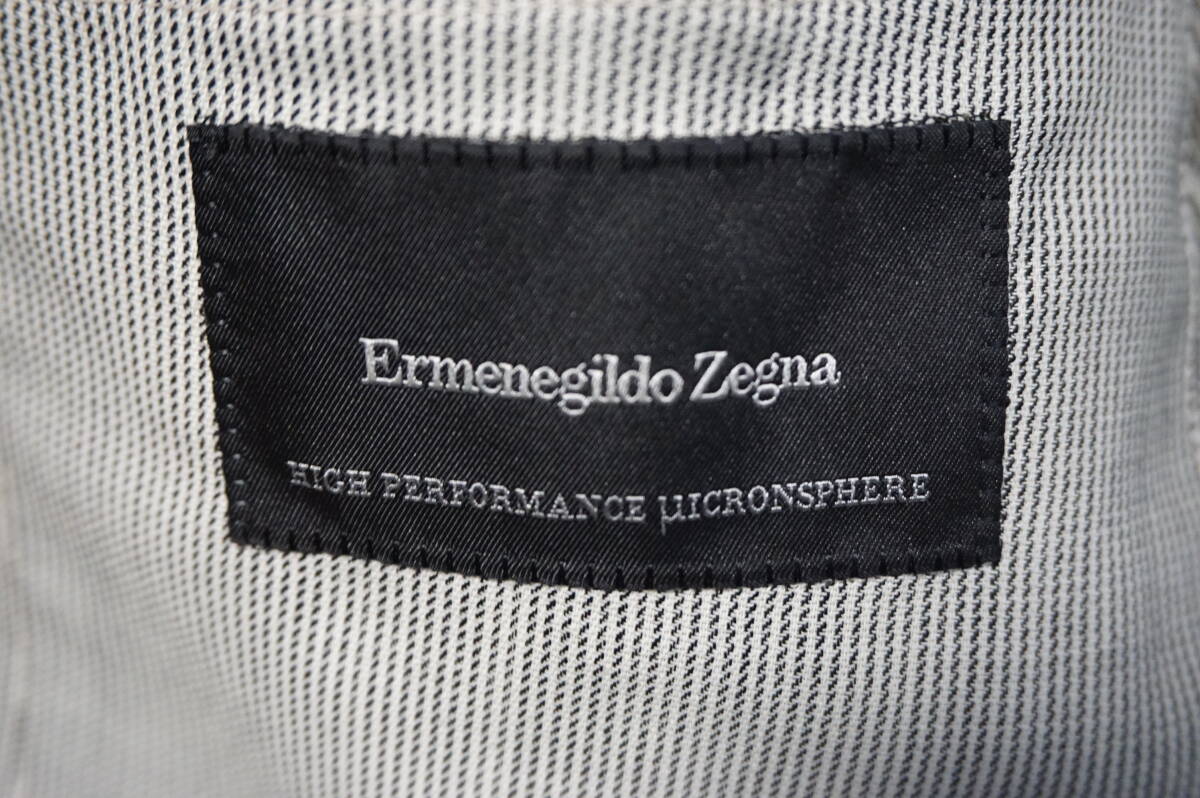 Ermenegildo Zegna
HIGH PERFORMANCE µICRONSPHERE